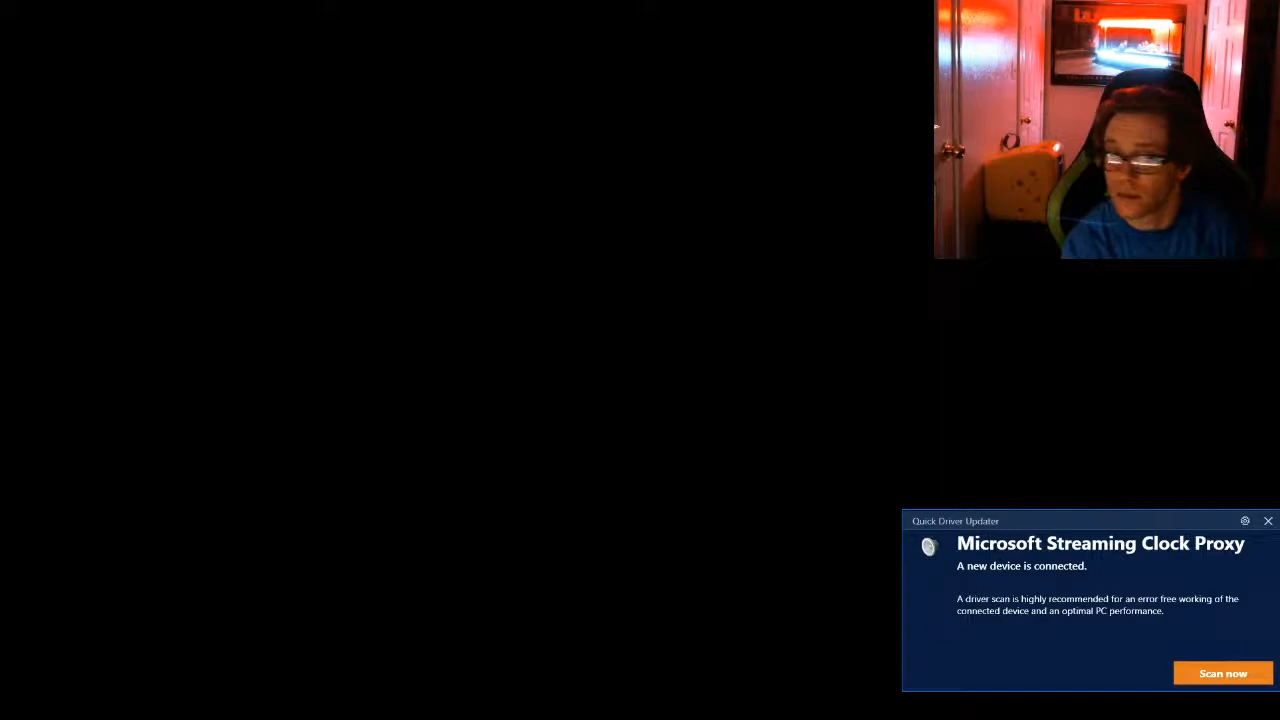 Quick Driver Updater
Microsoft Streaming Clock Proxy
A new device is connected.
A driver scan is highly recommended for an error free working of the
connected device and an optimal PC performance.
Scan now